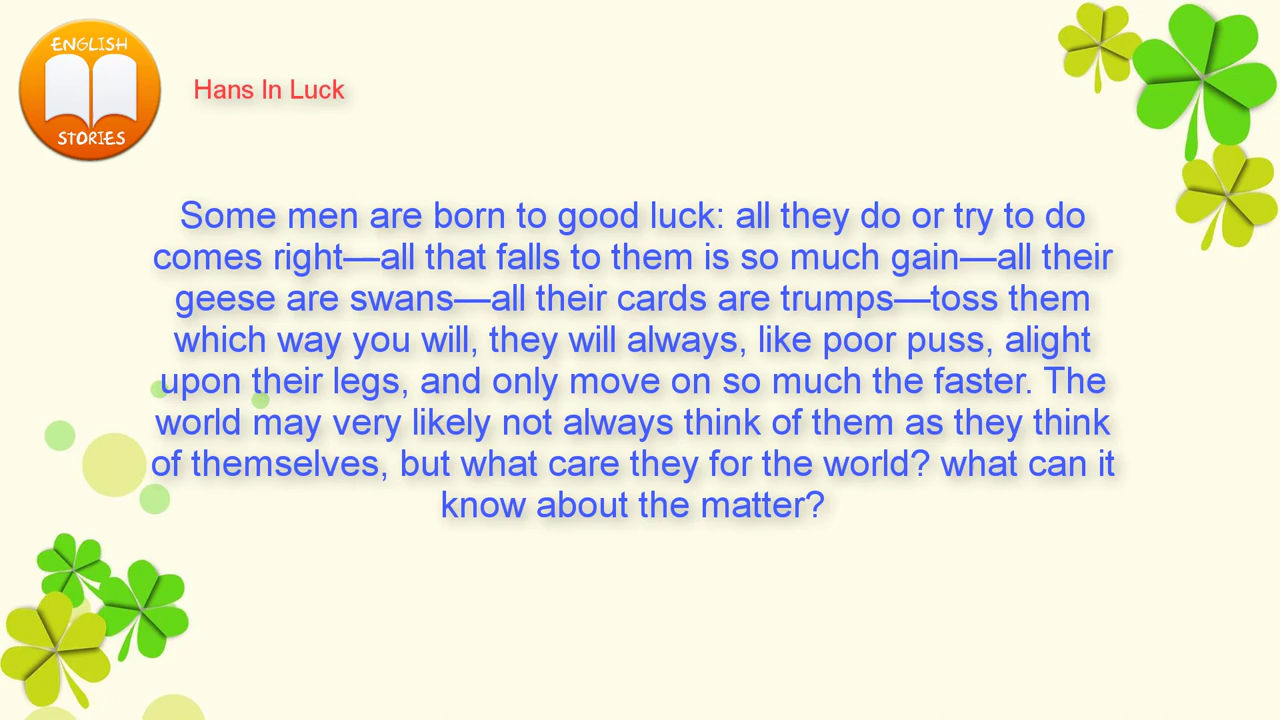 ENGLISH
STORIES
Hans In Luck
Some men are born to good luck: all they do or try to do
comes right—all that falls to them is so much gain—all their
geese are swans—all their cards are trumps—toss them
which way you will, they will always, like poor puss, alight
upon their legs, and only move on so much the faster. The
world may very likely not always think of them as they think
of themselves, but what care they for the world? what can it
know about the matter?